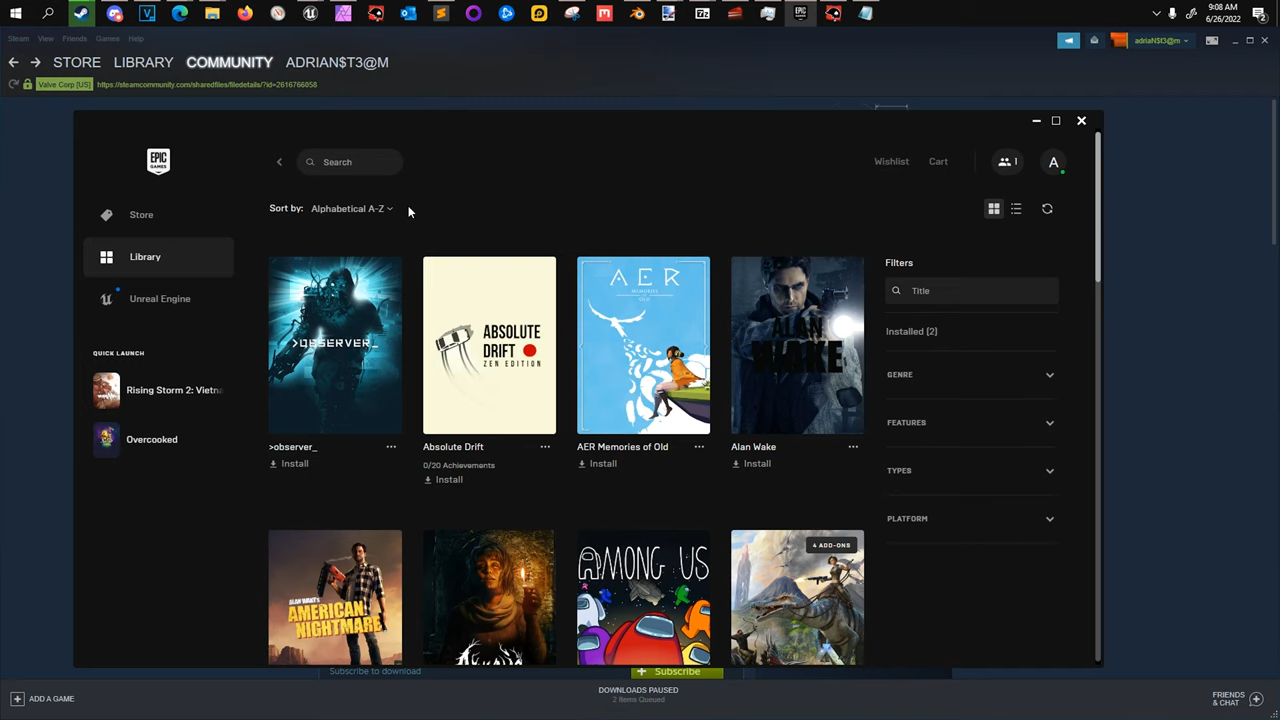 9:08 AM
6/26/2022
Steam View Friends Games Help
adriaN$t3@m
STORE LIBRARY COMMUNITY ADRIAN$T3@M
Valve Corp [US] https://steamcommunity.com/sharedfiles/filedetails/?id=2616766058
EPIC GAMES
Search
Wishlist Cart 1 A
Store
Library
Unreal Engine
QUICK LAUNCH
Rising Storm 2: Vietna
Overcooked
Sort by: Alphabetical A-Z
>OBSERVER_
ABSOLUTE
DRIFT
ZEN EDITION
AER
MEMORIES
OF OLD
ALAN
WAKE
>observer_ ...
Install
Absolute Drift ...
0/20 Achievements
Install
AER Memories of Old ...
Install
Alan Wake ...
Install
Filters
Title
Installed (2)
GENRE
FEATURES
TYPES
PLATFORM
ALAN WAKE'S
AMERICAN
NIGHTMARE
AMONG US
4 ADD-ONS
Subscribe to download
+ Subscribe
ADD A GAME
DOWNLOADS PAUSED
2 Items Queued
FRIENDS
& CHAT